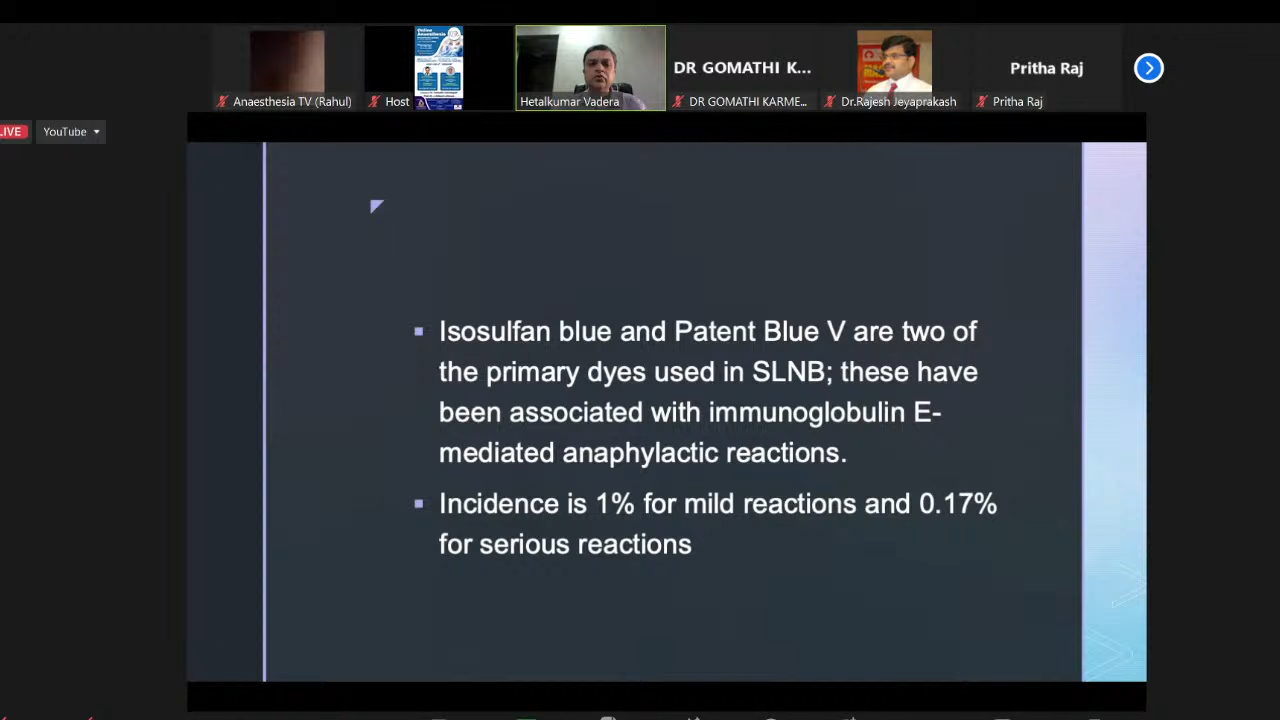 DR GOMATHI K...
Pritha Raj
Anaesthesia TV (Rahul)
Host
Hetalkumar Vadera
DR GOMATHI KARME...
Dr.Rajesh Jeyaprakash
Pritha Raj
LIVE
YouTube
Isosulfan blue and Patent Blue V are two of
the primary dyes used in SLNB; these have
been associated with immunoglobulin E-
mediated anaphylactic reactions.
Incidence is 1% for mild reactions and 0.17%
for serious reactions